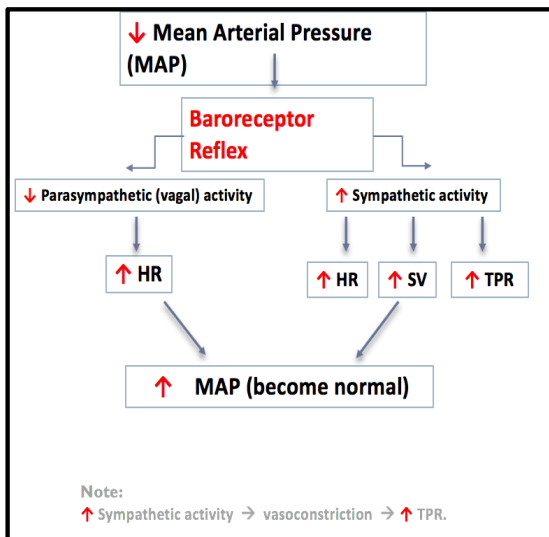 ↓ Mean Arterial Pressure
(MAP)
Baroreceptor
Reflex
↓ Parasympathetic (vagal) activity
↑ Sympathetic activity
↑ HR
↑ HR
↑ SV
↑ TPR
↑ MAP (become normal)
Note:
↑ Sympathetic activity → vasoconstriction → ↑ TPR.